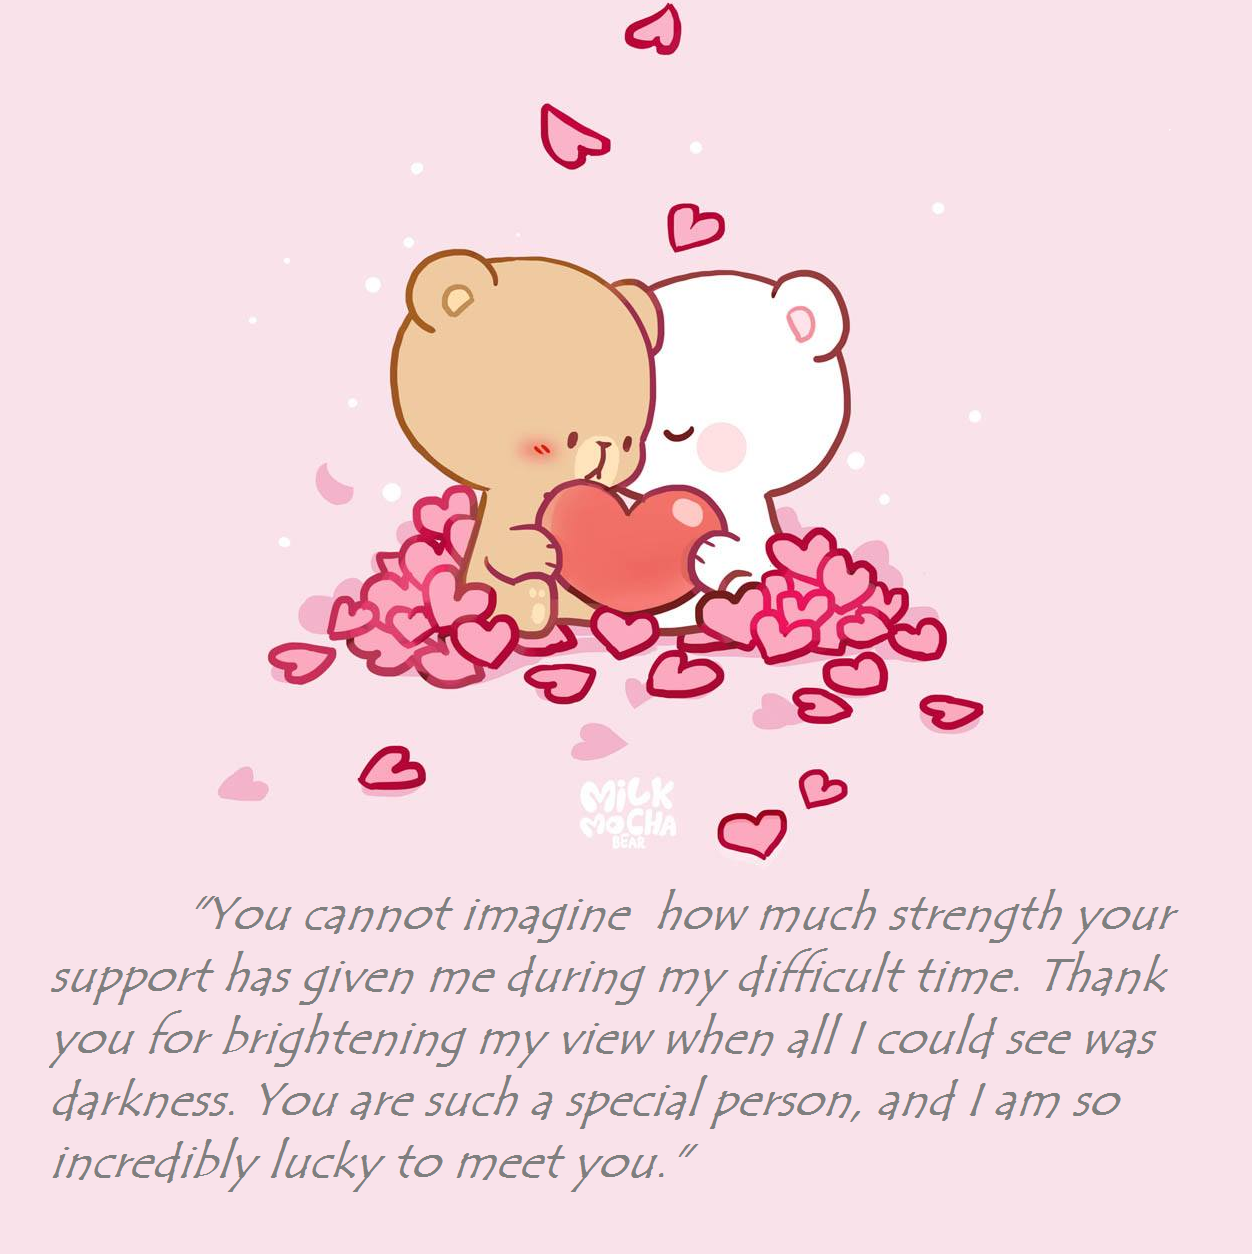 MiLK
MOCHA
BEAR
"You cannot imagine  how much strength your
support has given me during my difficult time. Thank
you for brightening my view when all I could see was
darkness. You are such a special person, and I am so
incredibly lucky to meet you."